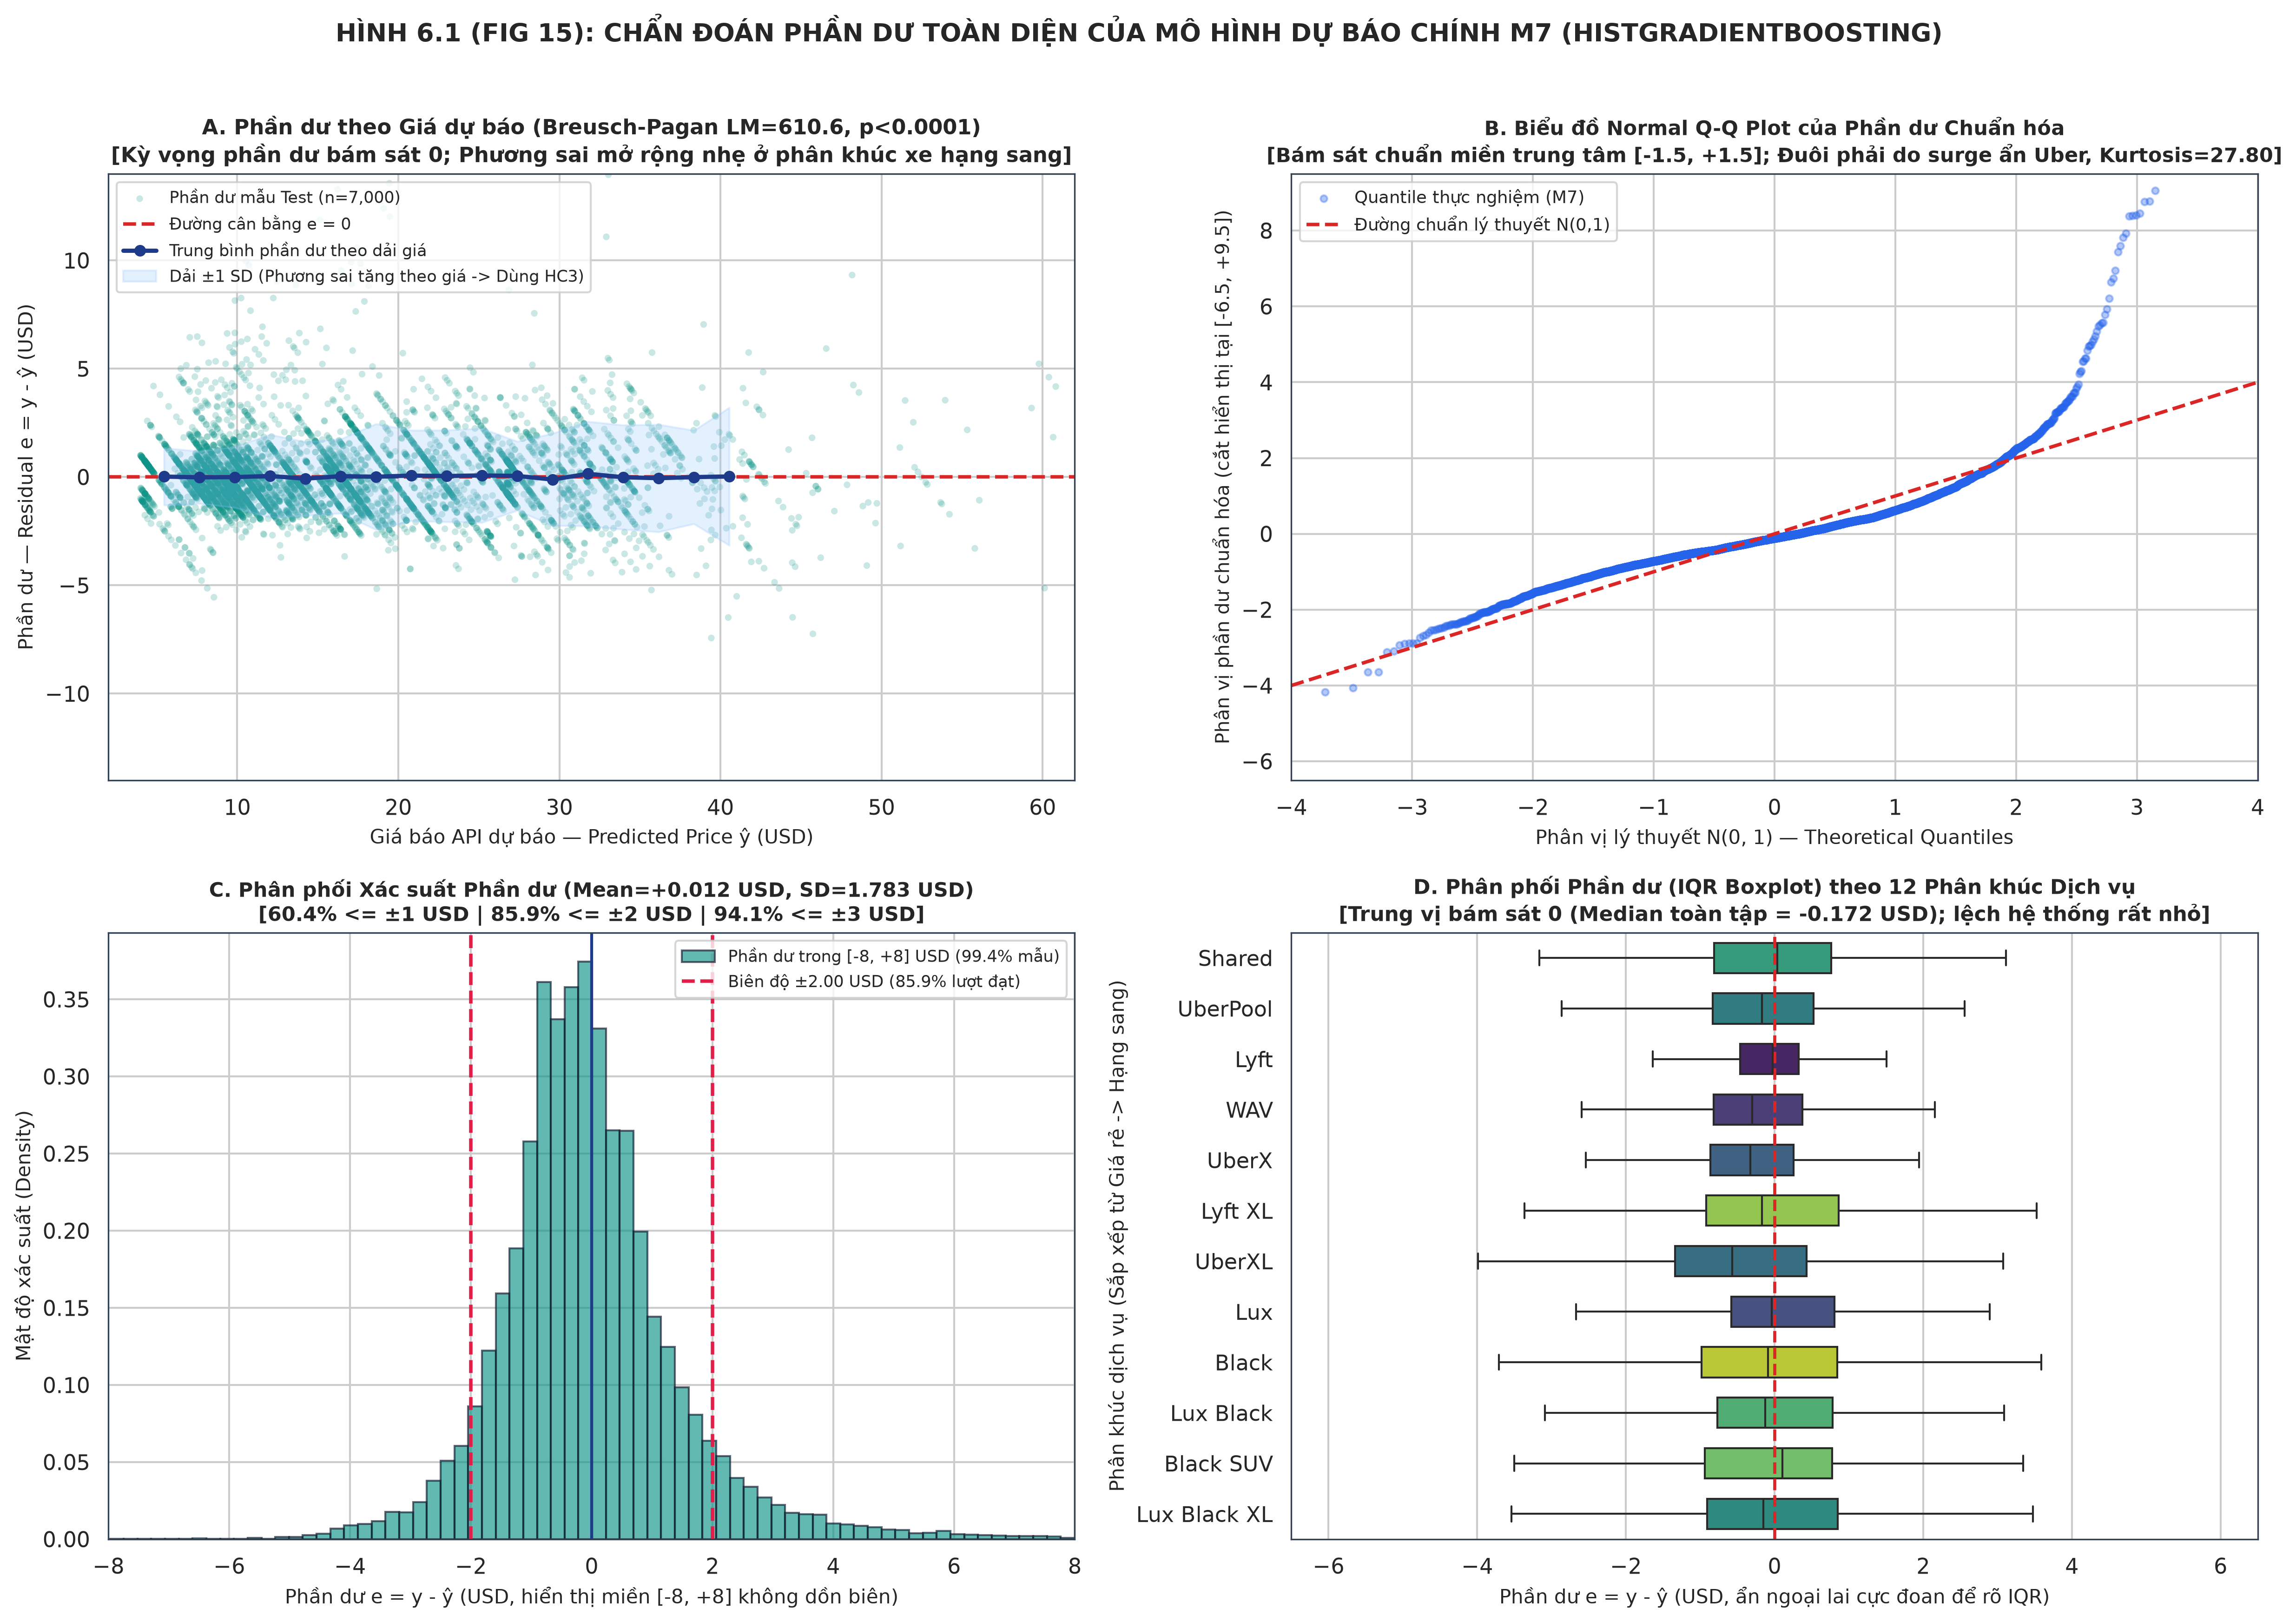 HÌNH 6.1 (FIG 15): CHẨN ĐOÁN PHẦN DƯ TOÀN DIỆN CỦA MÔ HÌNH DỰ BÁO CHÍNH M7 (HISTGRADIENTBOOSTING)
A. Phần dư theo Giá dự báo (Breusch-Pagan LM=610.6, p<0.0001)
[Kỳ vọng phần dư bám sát 0; Phương sai mở rộng nhẹ ở phân khúc xe hạng sang]
Phần dư mẫu Test (n=7,000)
Đường cân bằng e = 0
Trung bình phần dư theo dải giá
Dải ±1 SD (Phương sai tăng theo giá -> Dùng HC3)
Phần dư — Residual e = y - ŷ (USD)
10
5
0
−5
−10
10 20 30 40 50 60
Giá báo API dự báo — Predicted Price ŷ (USD)
B. Biểu đồ Normal Q-Q Plot của Phần dư Chuẩn hóa
[Bám sát chuẩn miền trung tâm [-1.5, +1.5]; Đuôi phải do surge ẩn Uber, Kurtosis=27.80]
Quantile thực nghiệm (M7)
Đường chuẩn lý thuyết N(0,1)
Phân vị phần dư chuẩn hóa (cắt hiển thị tại [-6.5, +9.5])
8
6
4
2
0
−2
−4
−6
−4 −3 −2 −1 0 1 2 3 4
Phân vị lý thuyết N(0, 1) — Theoretical Quantiles
C. Phân phối Xác suất Phần dư (Mean=+0.012 USD, SD=1.783 USD)
[60.4% <= ±1 USD | 85.9% <= ±2 USD | 94.1% <= ±3 USD]
Phần dư trong [-8, +8] USD (99.4% mẫu)
Biên độ ±2.00 USD (85.9% lượt đạt)
Mật độ xác suất (Density)
0.35
0.30
0.25
0.20
0.15
0.10
0.05
0.00
−8 −6 −4 −2 0 2 4 6 8
Phần dư e = y - ŷ (USD, hiển thị miền [-8, +8] không dồn biên)
D. Phân phối Phần dư (IQR Boxplot) theo 12 Phân khúc Dịch vụ
[Trung vị bám sát 0 (Median toàn tập = -0.172 USD); lệch hệ thống rất nhỏ]
Phân khúc dịch vụ (Sắp xếp từ Giá rẻ -> Hạng sang)
Shared
UberPool
Lyft
WAV
UberX
Lyft XL
UberXL
Lux
Black
Lux Black
Black SUV
Lux Black XL
−6 −4 −2 0 2 4 6
Phần dư e = y - ŷ (USD, ẩn ngoại lai cực đoan để rõ IQR)